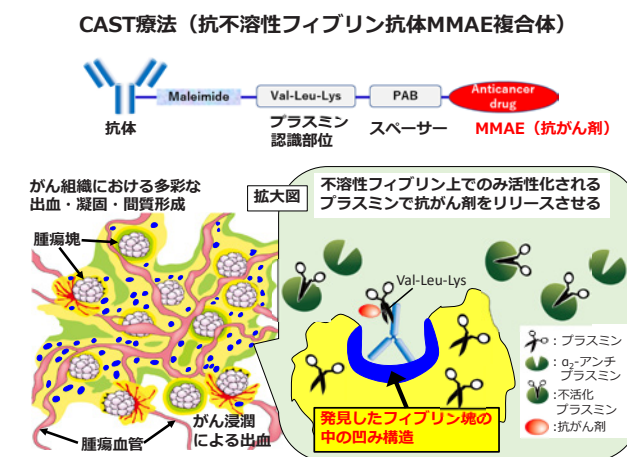 CAST療法（抗不溶性フィブリン抗体MMAE複合体）
Maleimide
Val-Leu-Lys
PAB
Anticancer
drug
抗体
プラスミン
認識部位
スペーサー
MMAE（抗がん剤）
がん組織における多彩な
出血・凝固・間質形成
腫瘍塊
がん浸潤
による出血
腫瘍血管
拡大図
不溶性フィブリン上でのみ活性化される
プラスミンで抗がん剤をリリースさせる
Val-Leu-Lys
発見したフィブリン塊の
中の凹み構造
：プラスミン
：α₂-アンチ
プラスミン
：不活化
プラスミン
：抗がん剤